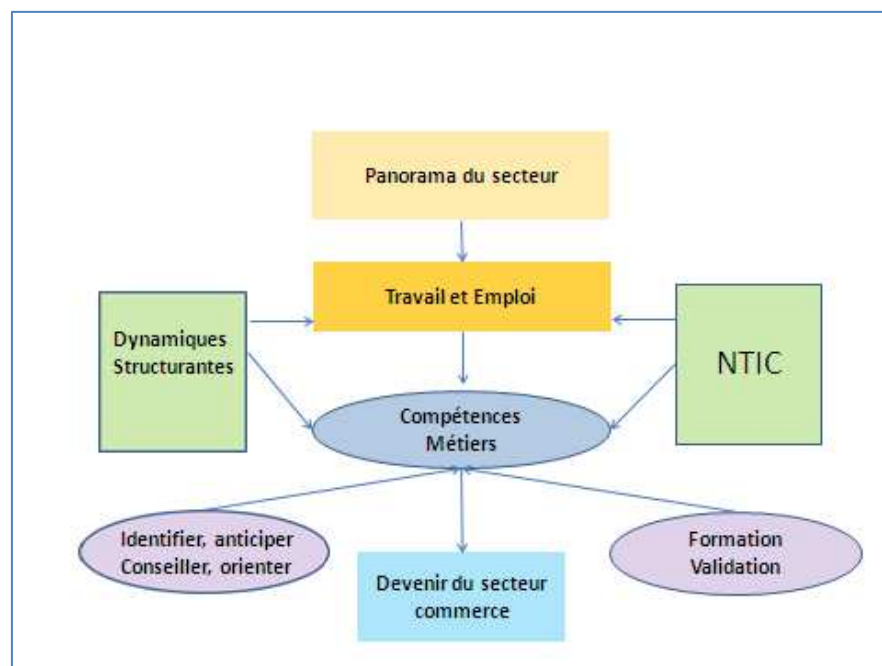 Panorama du secteur
Travail et Emploi
Dynamiques
Structurantes
NTIC
Compétences
Métiers
Identifier, anticiper
Conseiller, orienter
Formation
Validation
Devenir du secteur
commerce